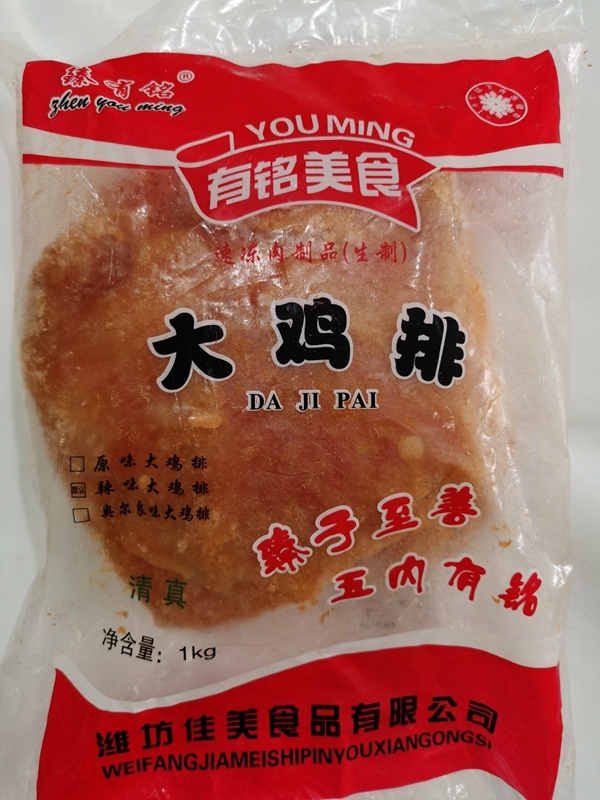 臻有铭®
zhen you ming
YOU MING
有铭美食
速冻肉制品(生制)
大鸡排
DA JI PAI
原味大鸡排
默认 辣味大鸡排
奥尔良味大鸡排
臻于至善
五内有铭
清真
净含量：1kg
潍坊佳美食品有限公司
WEIFANGJIAMEISHIPINYOUXIANGONGSI